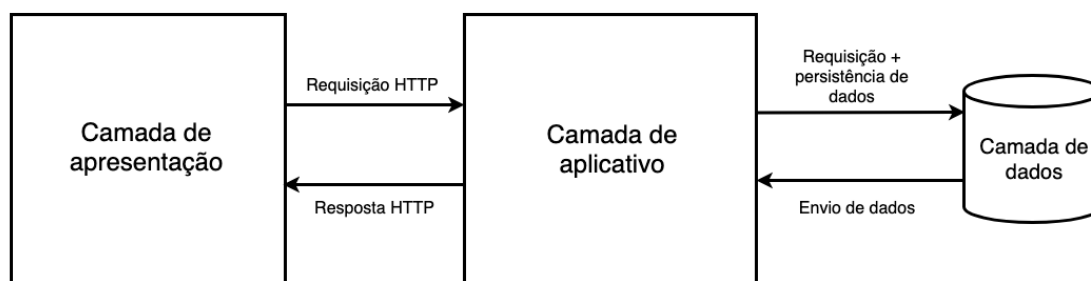 Camada de
apresentação
Requisição HTTP
Resposta HTTP
Camada de
aplicativo
Requisição +
persistência de
dados
Envio de dados
Camada de
dados